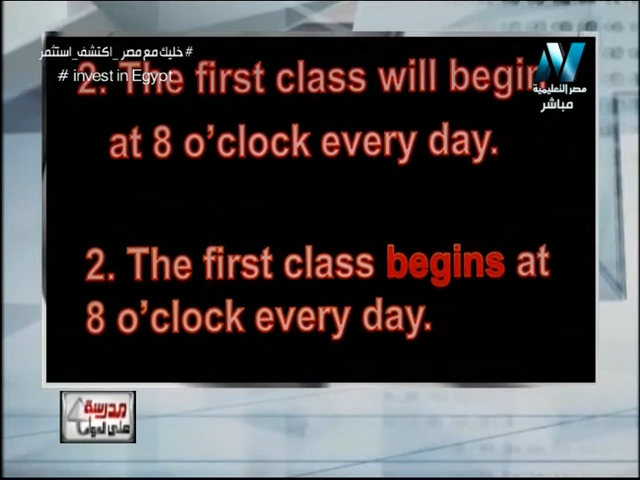 #خليك_مع_مصر_اكتشف_استثمر
# invest in Egypt
2. The first class will begin
at 8 o’clock every day.
2. The first class begins at
8 o’clock every day.
مصر التعليمية
مباشر
مدرسة
على الهواء